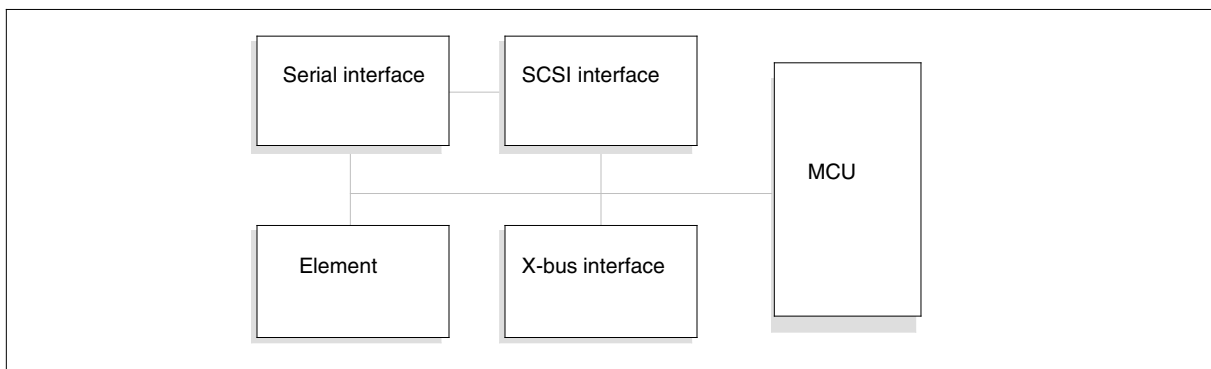 Serial interface
SCSI interface
MCU
Element
X-bus interface